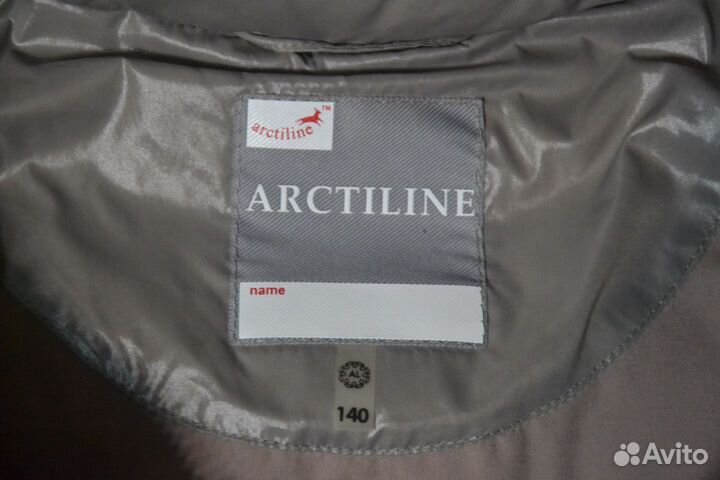 arctiline™
ARCTILINE
name
AL
140
Avito